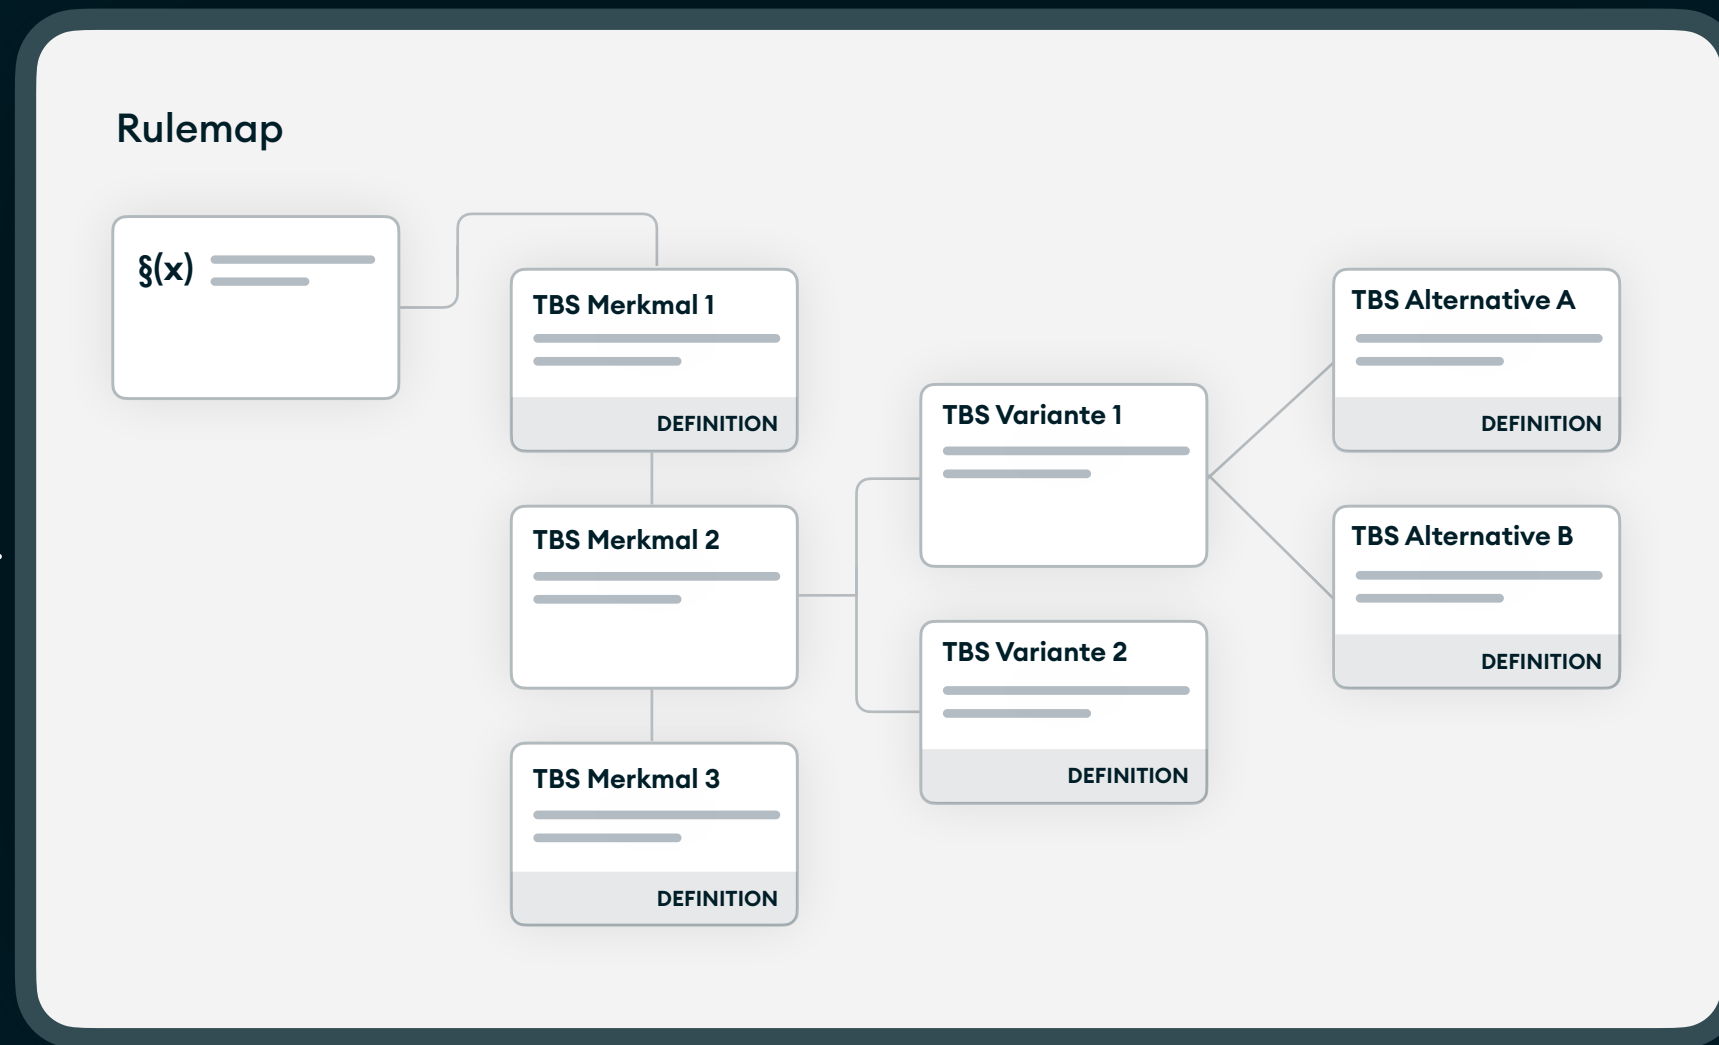 Rulemap
§(x)
TBS Merkmal 1
DEFINITION
TBS Merkmal 2
TBS Merkmal 3
DEFINITION
TBS Variante 1
TBS Variante 2
DEFINITION
TBS Alternative A
DEFINITION
TBS Alternative B
DEFINITION